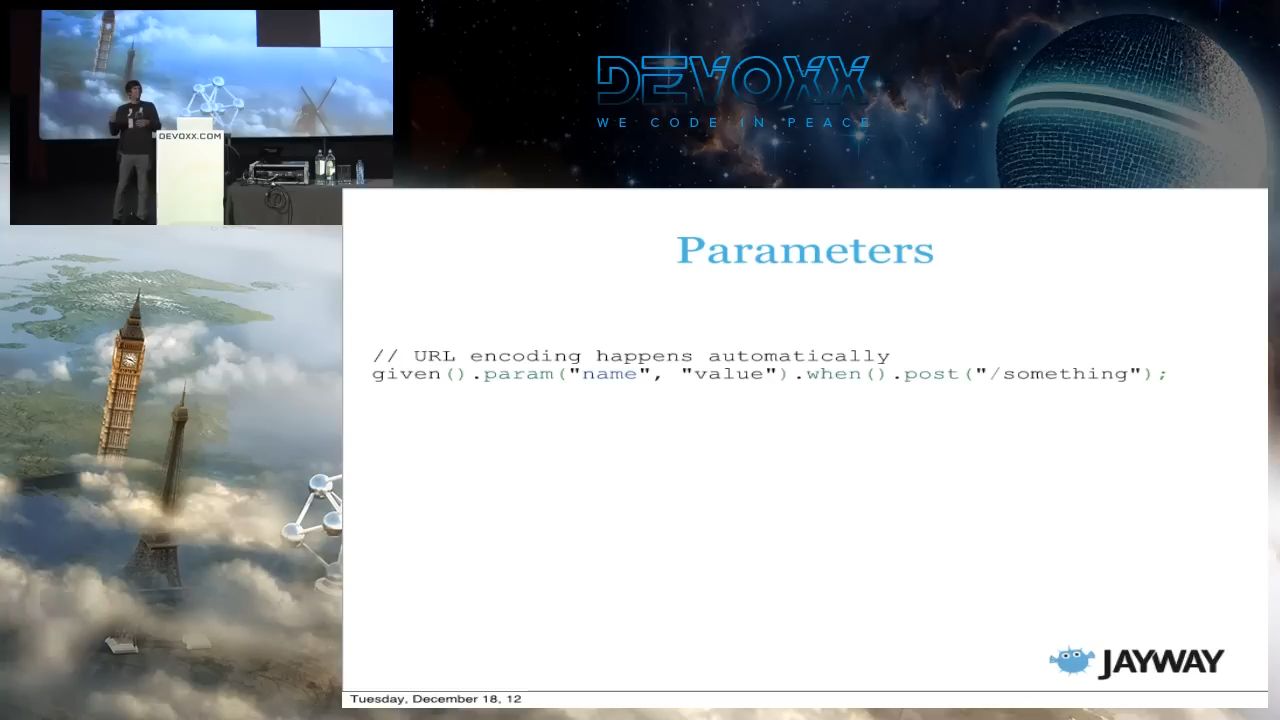 DEVOXX
WE CODE IN PEACE
DEVOXX.COM
Parameters
// URL encoding happens automatically
given().param("name", "value").when().post("/something");
JAYWAY
Tuesday, December 18, 12